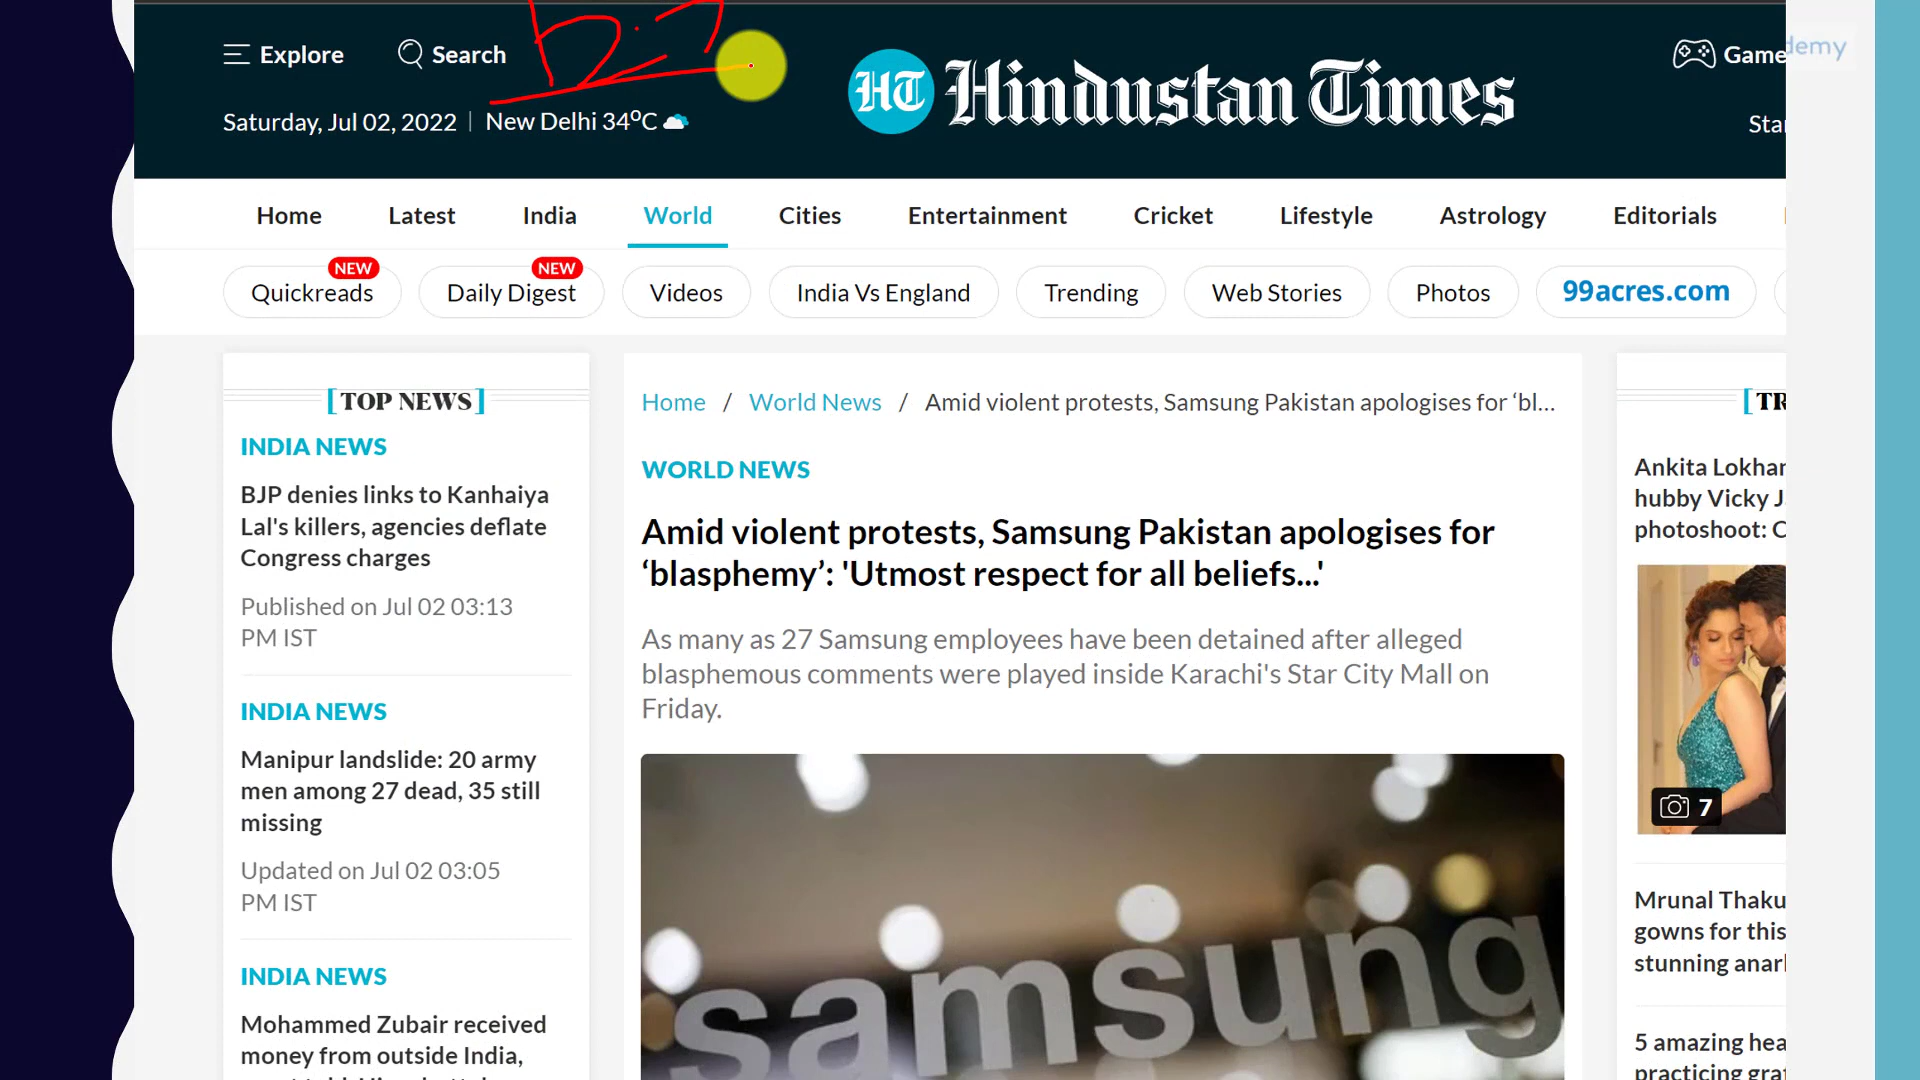 Explore
Search
Game
demy
Saturday, Jul 02, 2022 | New Delhi 34ºC
HT Hindustan Times
Star
Home Latest India World Cities Entertainment Cricket Lifestyle Astrology Editorials
NEW NEW
Quickreads Daily Digest Videos India Vs England Trending Web Stories Photos 99acres.com
[TOP NEWS]
INDIA NEWS
BJP denies links to Kanhaiya
Lal's killers, agencies deflate
Congress charges
Published on Jul 02 03:13
PM IST
INDIA NEWS
Manipur landslide: 20 army
men among 27 dead, 35 still
missing
Updated on Jul 02 03:05
PM IST
INDIA NEWS
Mohammed Zubair received
money from outside India,
Home / World News / Amid violent protests, Samsung Pakistan apologises for ‘bl...
WORLD NEWS
Amid violent protests, Samsung Pakistan apologises for
‘blasphemy’: 'Utmost respect for all beliefs...'
As many as 27 Samsung employees have been detained after alleged
blasphemous comments were played inside Karachi's Star City Mall on
Friday.
samsung
[TR
Ankita Lokhan
hubby Vicky J
photoshoot: C
7
Mrunal Thaku
gowns for this
stunning anarl
5 amazing hea
practicing grat